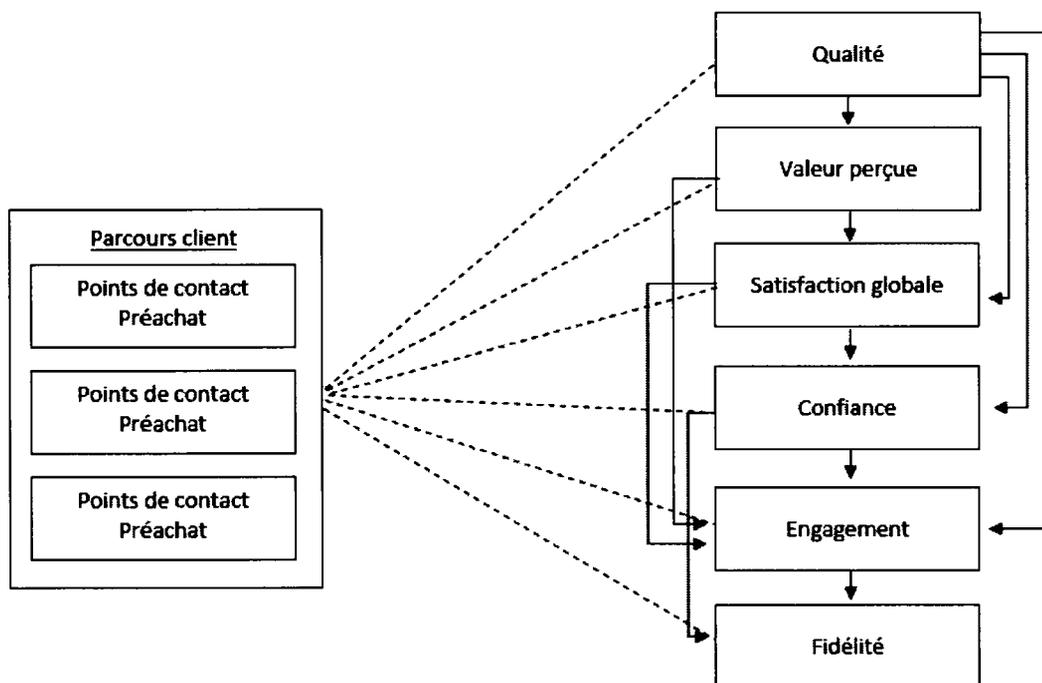 Parcours client
Points de contact
Préachat
Points de contact
Préachat
Points de contact
Préachat
Qualité
Valeur perçue
Satisfaction globale
Confiance
Engagement
Fidélité